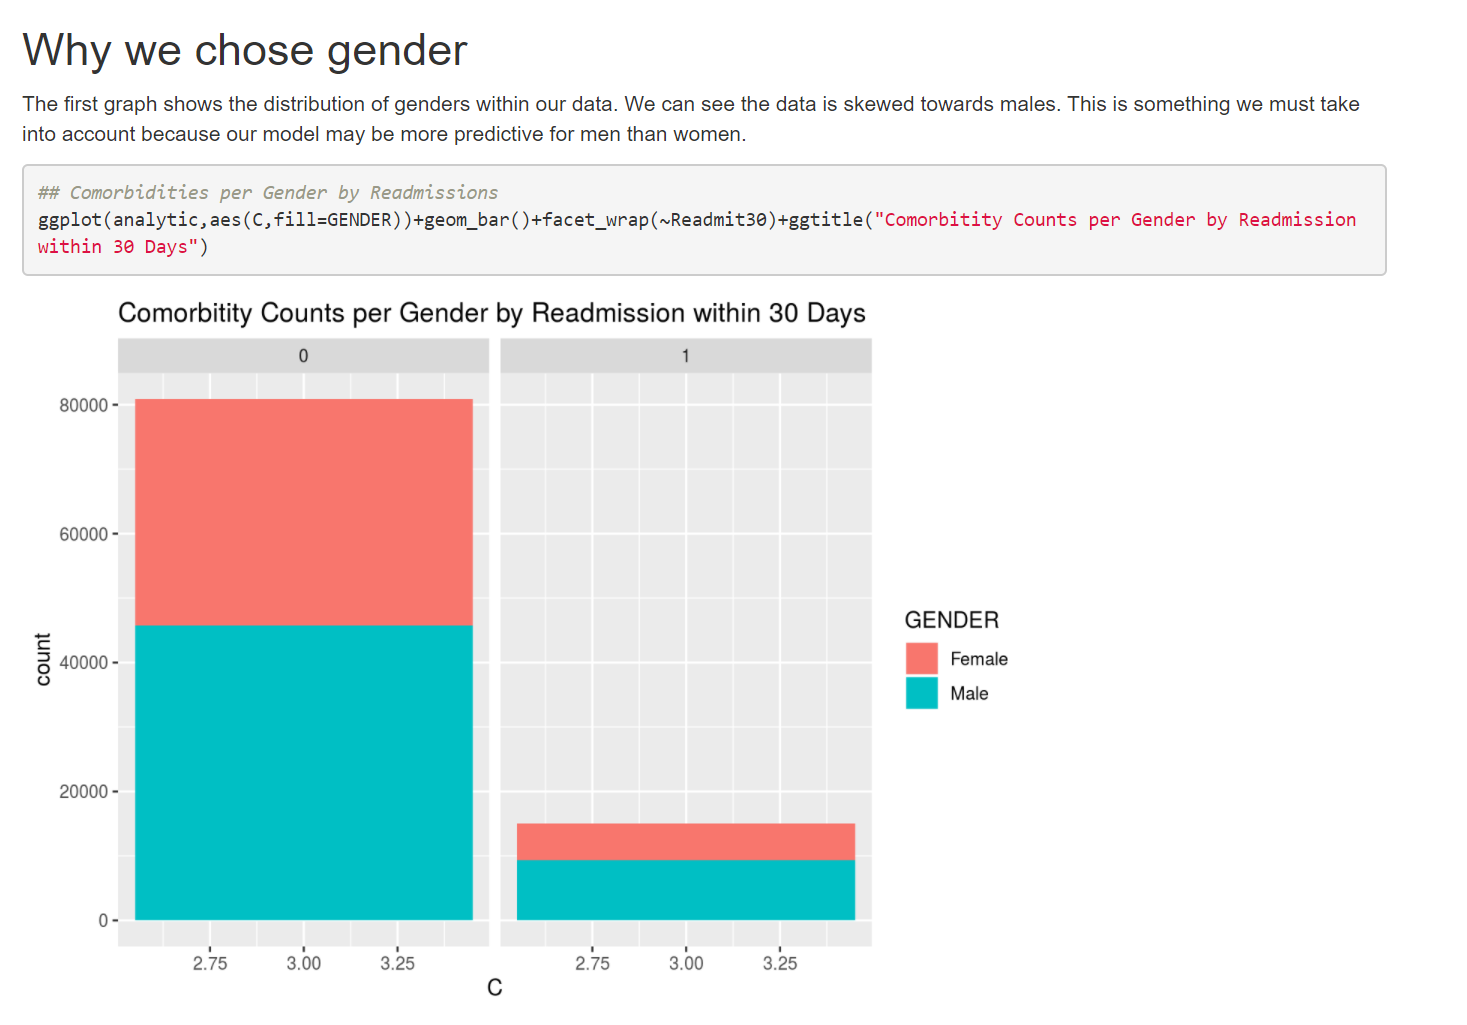 Why we chose gender
The first graph shows the distribution of genders within our data. We can see the data is skewed towards males. This is something we must take
into account because our model may be more predictive for men than women.
## Comorbidities per Gender by Readmissions
ggplot(analytic,aes(C,fill=GENDER))+geom_bar()+facet_wrap(~Readmit30)+ggtitle("Comorbitity Counts per Gender by Readmission
within 30 Days")
Comorbitity Counts per Gender by Readmission within 30 Days
0 1
80000
60000
40000
20000
0
count
2.75 3.00 3.25 2.75 3.00 3.25
C
GENDER
Female
Male